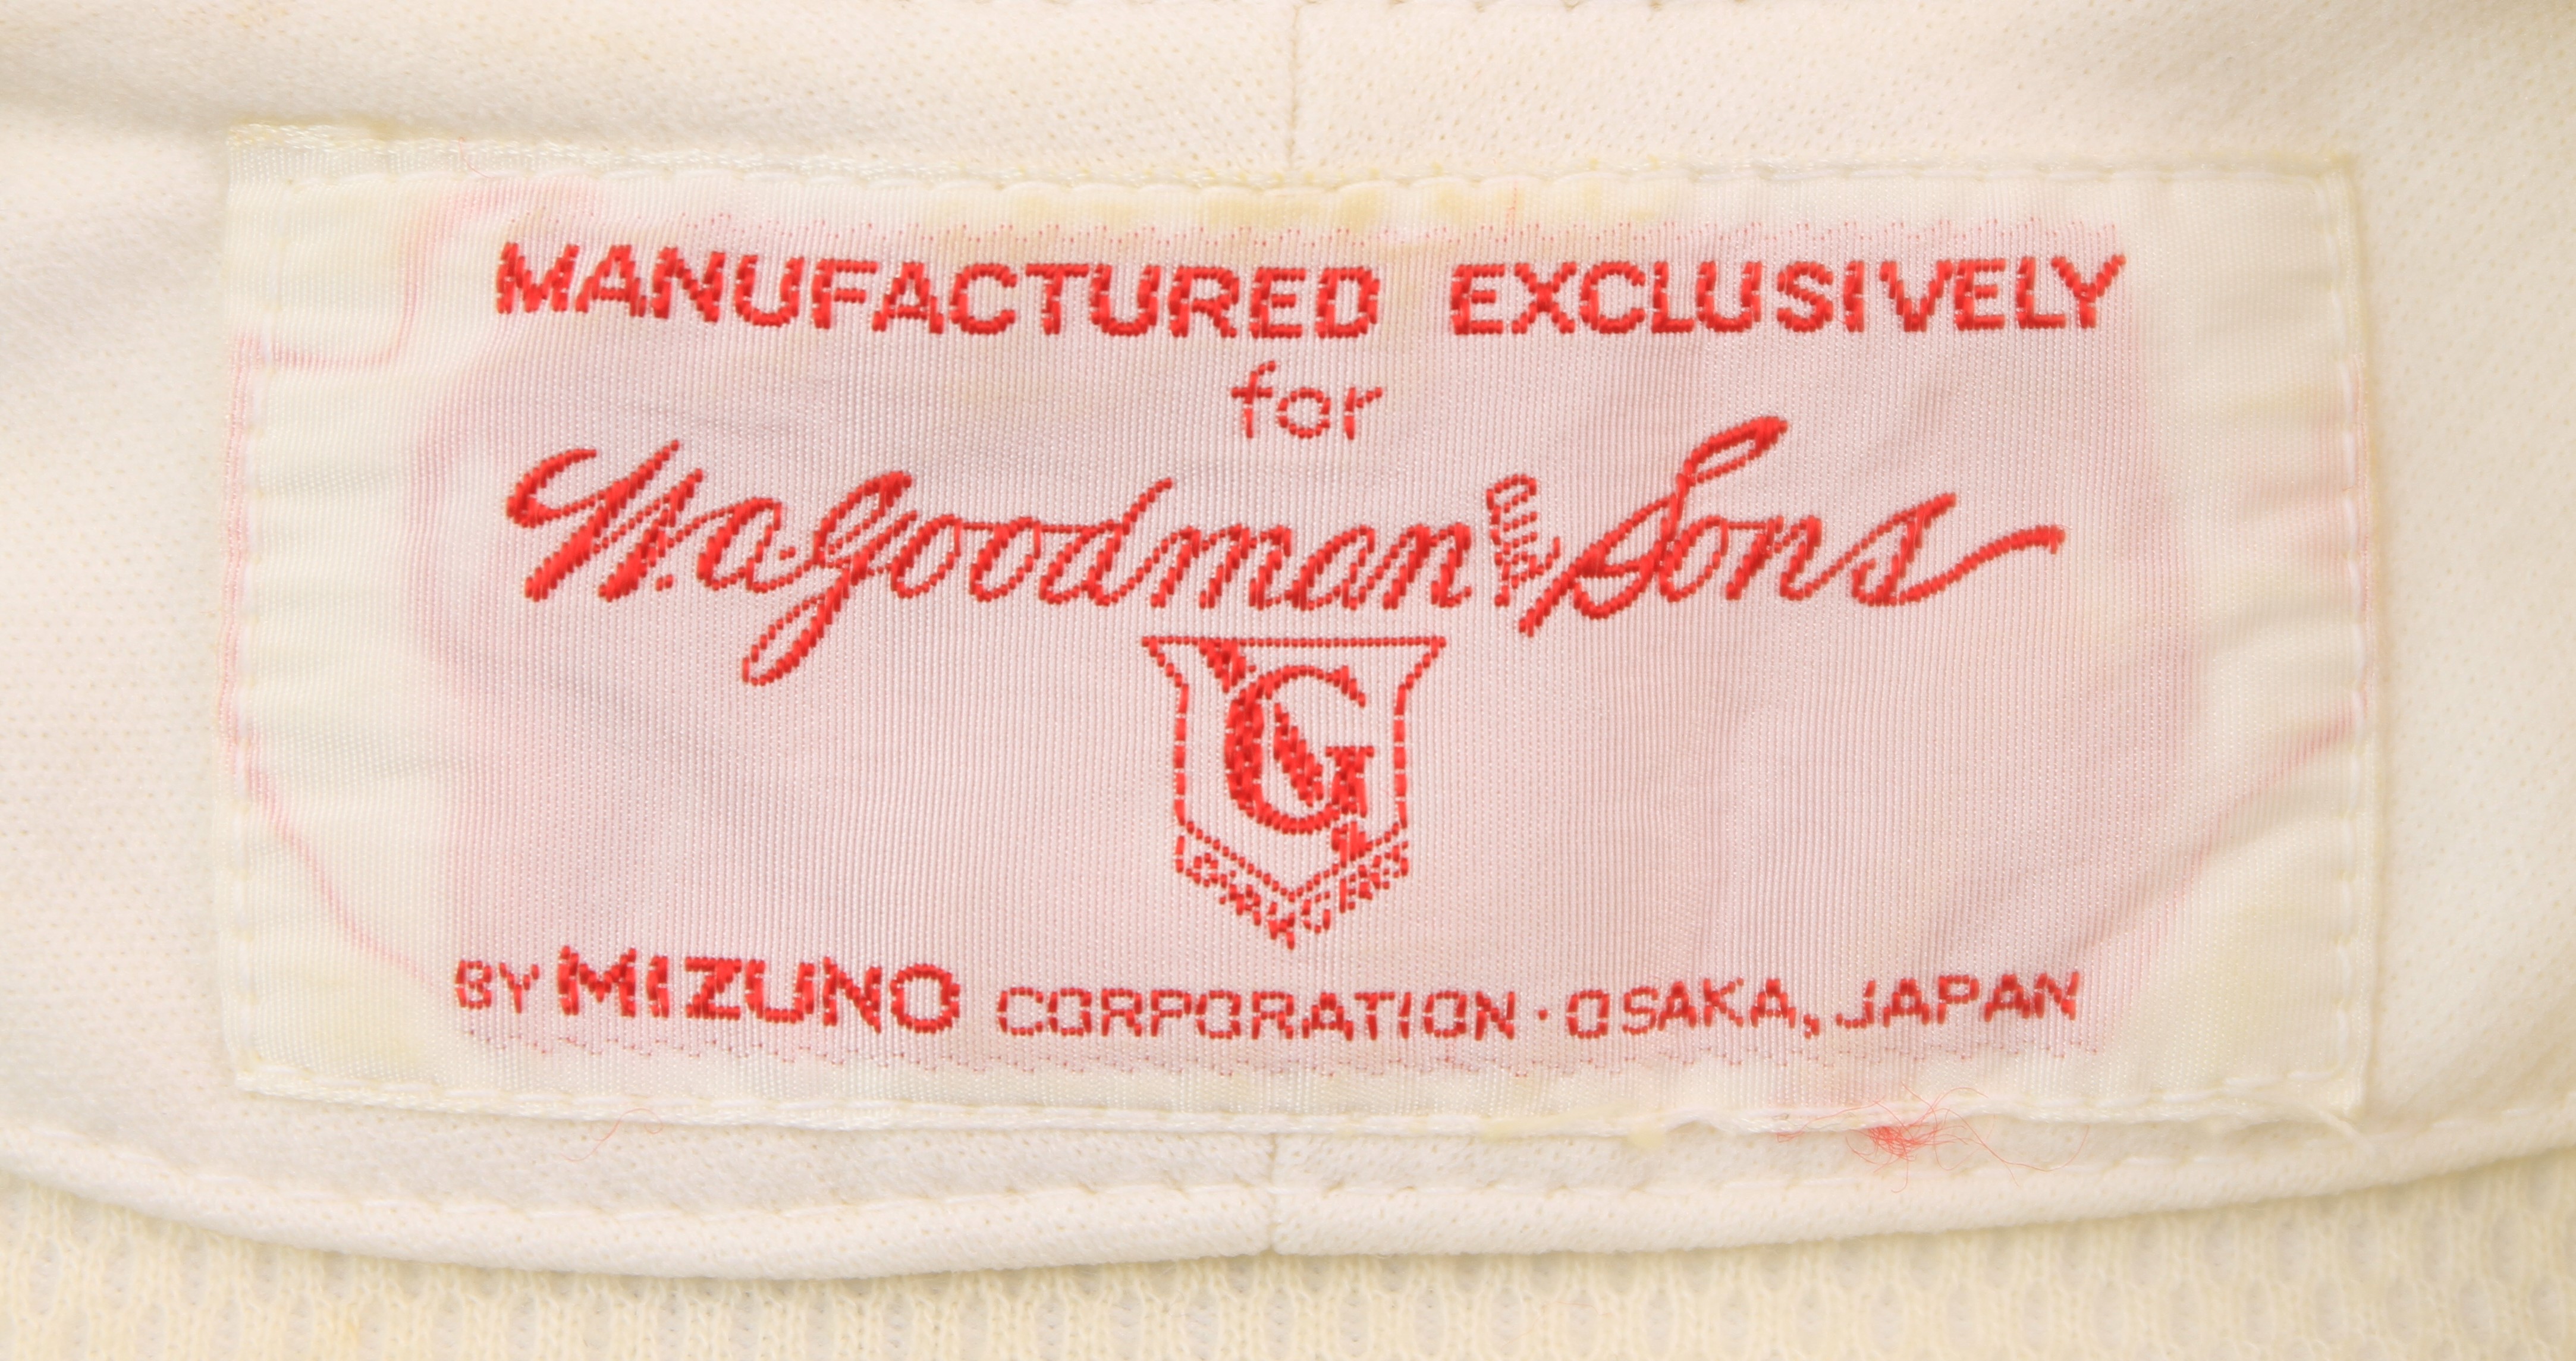 MANUFACTURED EXCLUSIVELY
for
W.A. Goodman and Sons
G
BY MIZUNO CORPORATION · OSAKA, JAPAN